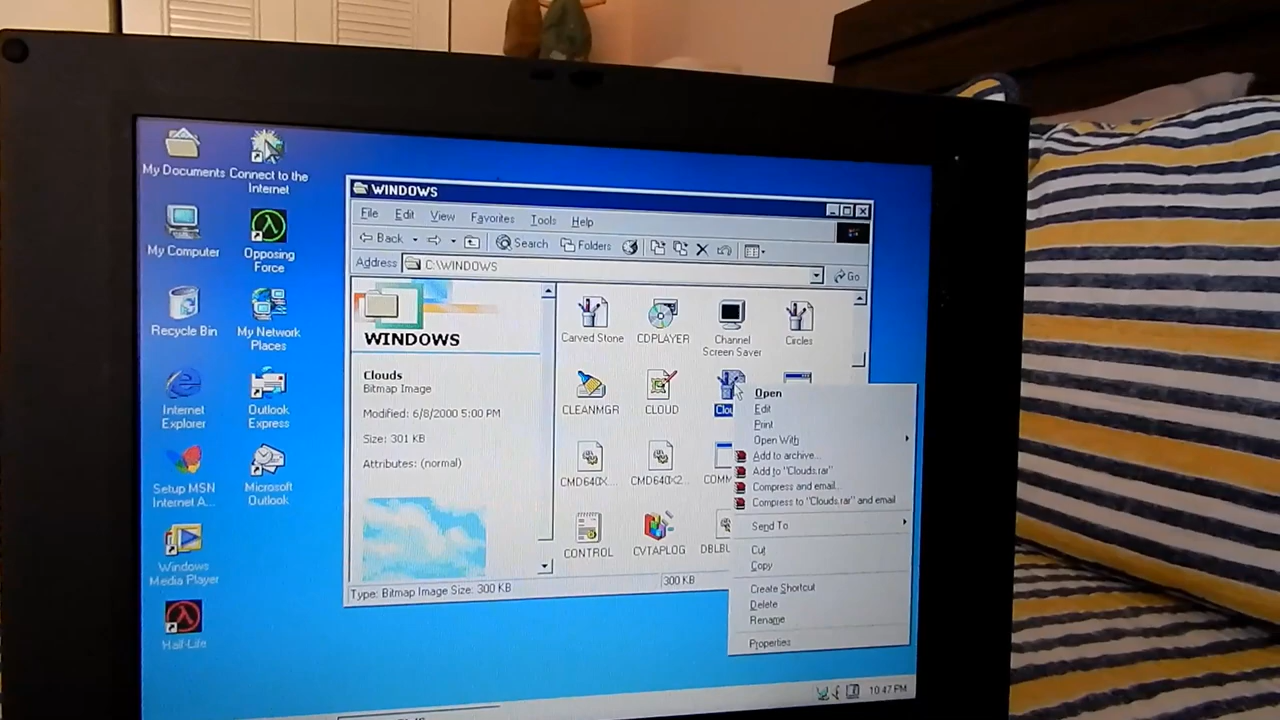 My Documents
Connect to the
Internet
My Computer
Opposing
Force
Recycle Bin
My Network
Places
Internet
Explorer
Outlook
Express
Setup MSN
Internet A...
Microsoft
Outlook
Windows
Media Player
Half-Life
WINDOWS
File Edit View Favorites Tools Help
Back Search Folders
Address C:\WINDOWS Go
WINDOWS
Clouds
Bitmap Image
Modified: 6/8/2000 5:00 PM
Size: 301 KB
Attributes: (normal)
Carved Stone
CDPLAYER
Channel
Screen Saver
Circles
CLEANMGR
CLOUD
Clou
CMD640X...
CMD640X2...
COMM
CONTROL
CVTAPLOG
DBLBU
Type: Bitmap Image Size: 300 KB
300 KB
Open
Edit
Print
Open With
Add to archive...
Add to "Clouds.rar"
Compress and email...
Compress to "Clouds.rar" and email
Send To
Cut
Copy
Create Shortcut
Delete
Rename
Properties
10:47 PM